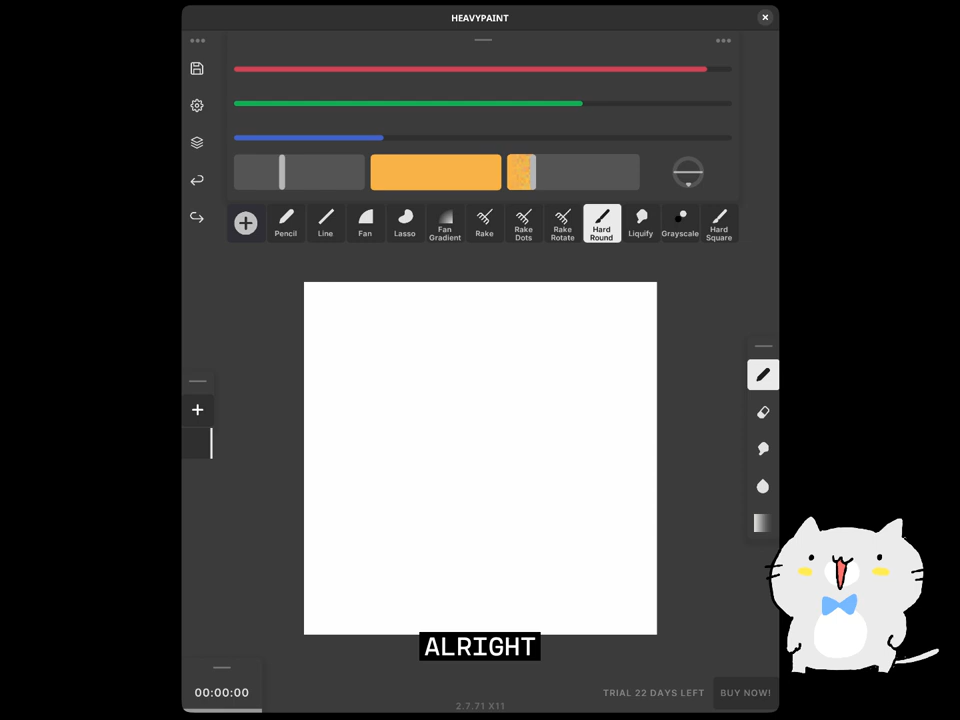 HEAVYPAINT
Pencil
Line
Fan
Lasso
Fan
Gradient
Rake
Rake
Dots
Rake
Rotate
Hard
Round
Liquify
Grayscale
Hard
Square
ALRIGHT
00:00:00
TRIAL 22 DAYS LEFT
BUY NOW!
2.7.71 X11